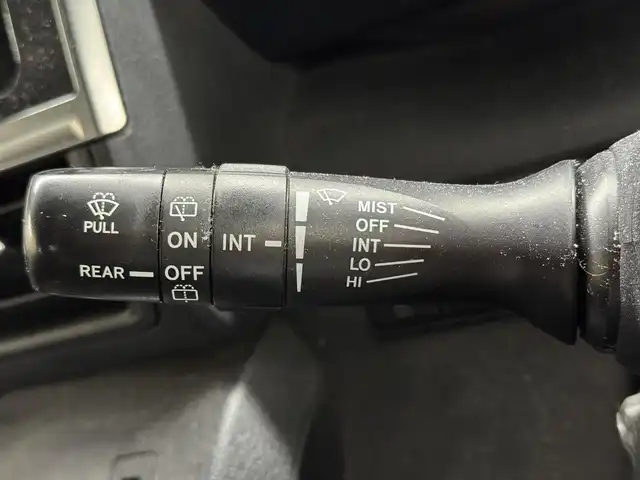 PULL
REAR
ON
OFF
INT
MIST
OFF
INT
LO
HI